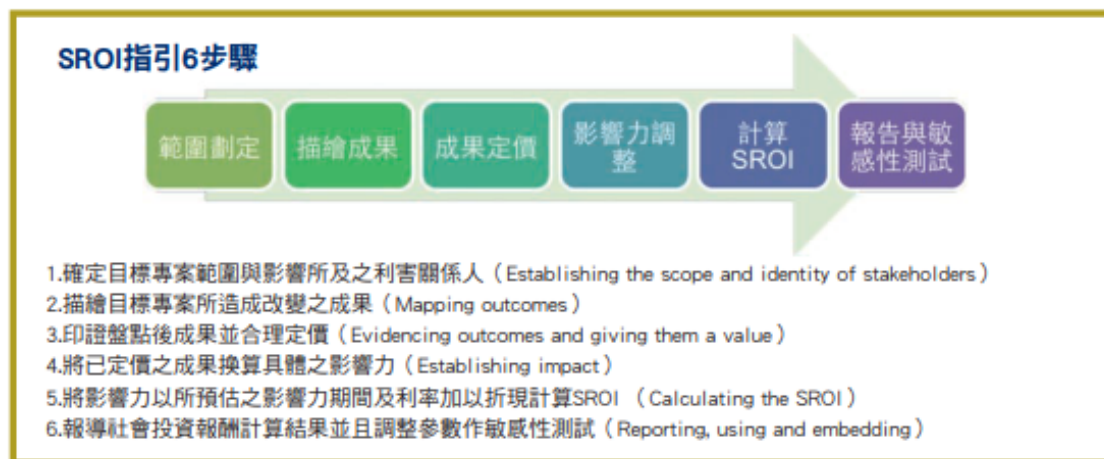 SROI指引6步驟
範圍劃定
描繪成果
成果定價
影響力調
整
計算
SROI
報告與敏
感性測試
1.確定目標專案範圍與影響所及之利害關係人（Establishing the scope and identity of stakeholders）
2.描繪目標專案所造成改變之成果（Mapping outcomes）
3.印證盤點後成果並合理定價（Evidencing outcomes and giving them a value）
4.將已定價之成果換算具體之影響力（Establishing impact）
5.將影響力以所預估之影響力期間及利率加以折現計算SROI （Calculating the SROI）
6.報導社會投資報酬計算結果並且調整參數作敏感性測試（Reporting, using and embedding）